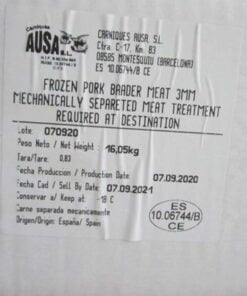 Carniques
AUSA S.L.
CARNIQUES AUSA, S.L.
Ctra. C-17, Km. 83
08585 MONTESQUIU (BARCELONA)
ES 10.06744/B CE
FROZEN PORK BAADER MEAT 3MM
MECHANICALLY SEPARETED MEAT TREATMENT
REQUIRED AT DESTINATION
Lote: 070920
Peso Neto / Net Weight : 16,05kg
Tara/Tare: 0,83
Fecha Produccion / Production Date 07.09.2020
Fecha Cad / Sell By Date 07.09.2021
Conservar a/ Keep at: -18 C
Carne separada mecanicamente
Origen/Origin: España/ Spain
ES
10.06744/B
CE